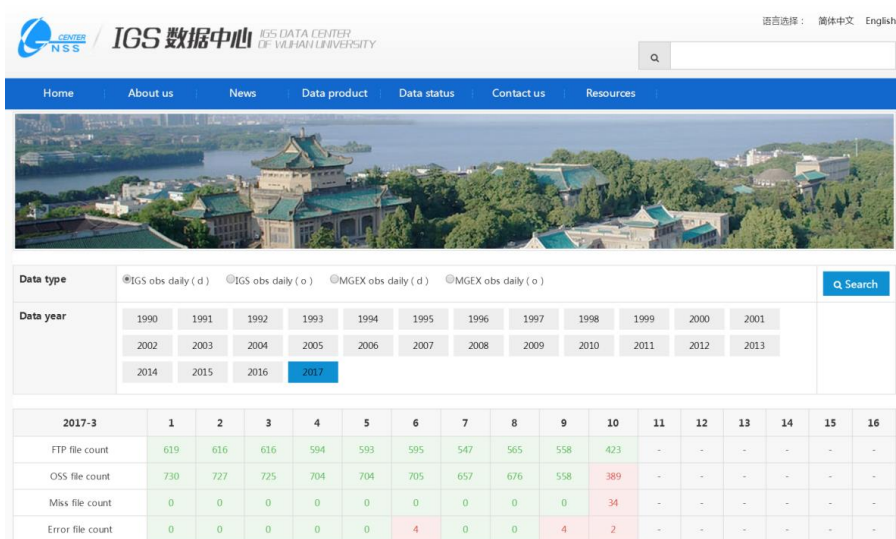 语言选择： 简体中文 English
CENTER
NSS
IGS 数据中心 IGS DATA CENTER
OF WUHAN UNIVERSITY
Home About us News Data product Data status Contact us Resources
Data type IGS obs daily ( d ) IGS obs daily ( o ) MGEX obs daily ( d ) MGEX obs daily ( o ) Search
Data year 1990 1991 1992 1993 1994 1995 1996 1997 1998 1999 2000 2001
2002 2003 2004 2005 2006 2007 2008 2009 2010 2011 2012 2013
2014 2015 2016 2017
2017-3 1 2 3 4 5 6 7 8 9 10 11 12 13 14 15 16
FTP file count 619 616 616 594 593 595 547 565 558 423 - - - - - -
OSS file count 730 727 725 704 704 705 657 676 558 389 - - - - - -
Miss file count 0 0 0 0 0 0 0 0 0 34 - - - - - -
Error file count 0 0 0 0 0 4 0 0 4 2 - - - - - -